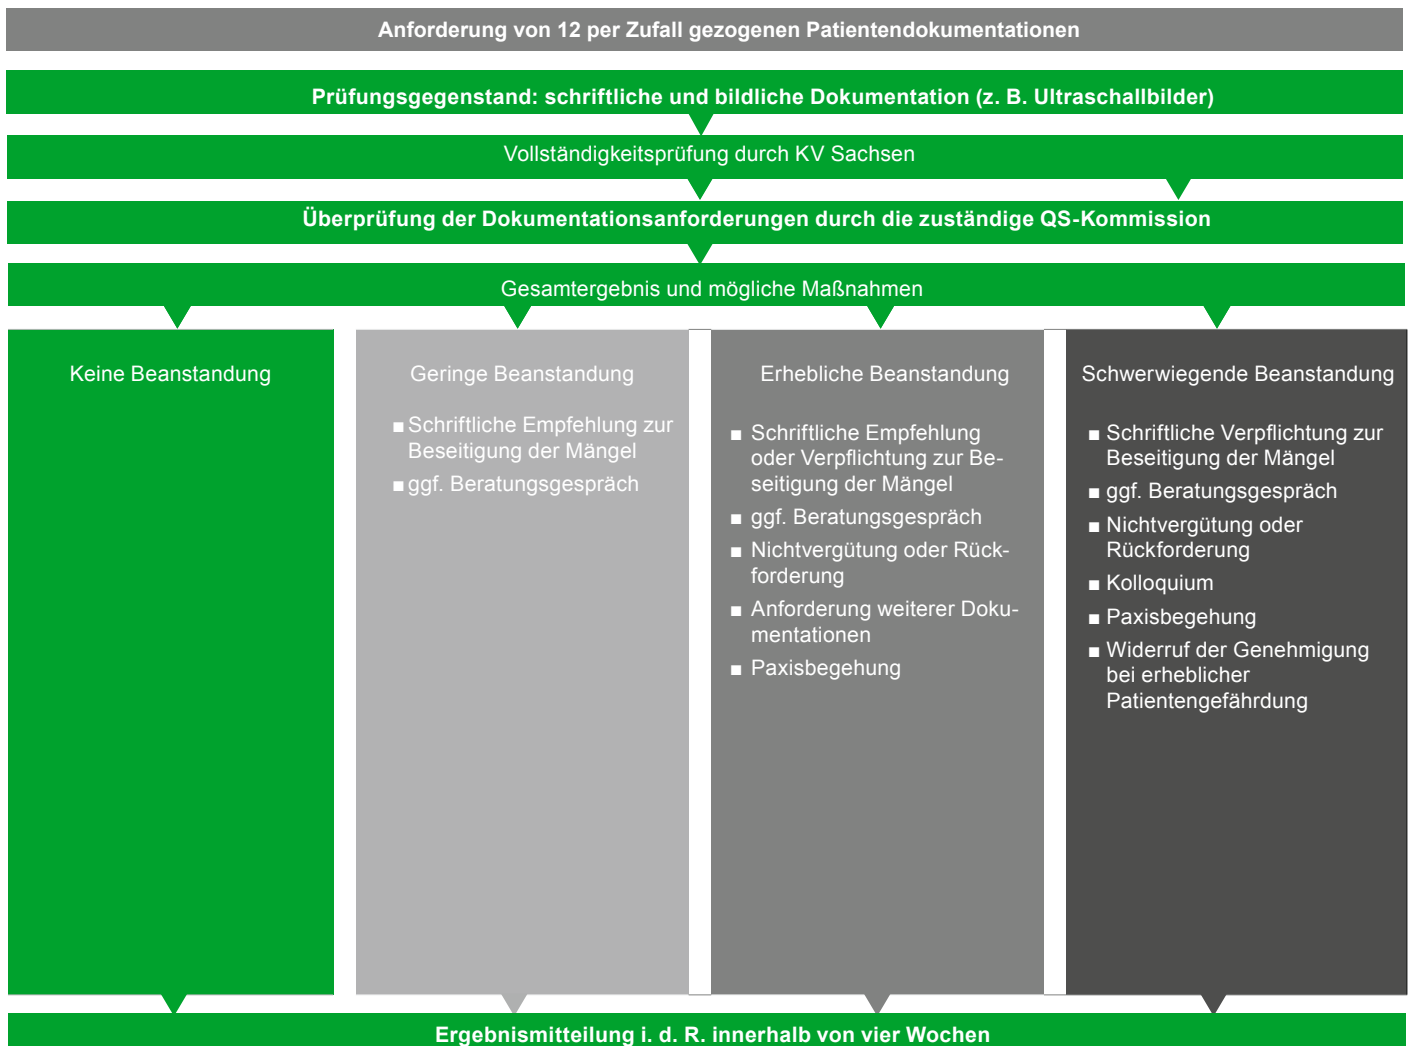 Anforderung von 12 per Zufall gezogenen Patientendokumentationen
Prüfungsgegenstand: schriftliche und bildliche Dokumentation (z. B. Ultraschallbilder)
Vollständigkeitsprüfung durch KV Sachsen
Überprüfung der Dokumentationsanforderungen durch die zuständige QS-Kommission
Gesamtergebnis und mögliche Maßnahmen
Keine Beanstandung
Geringe Beanstandung
■ Schriftliche Empfehlung zur
Beseitigung der Mängel
■ ggf. Beratungsgespräch
Erhebliche Beanstandung
■ Schriftliche Empfehlung
oder Verpflichtung zur Be-
seitigung der Mängel
■ ggf. Beratungsgespräch
■ Nichtvergütung oder Rück-
forderung
■ Anforderung weiterer Doku-
mentationen
■ Paxisbegehung
Schwerwiegende Beanstandung
■ Schriftliche Verpflichtung zur
Beseitigung der Mängel
■ ggf. Beratungsgespräch
■ Nichtvergütung oder
Rückforderung
■ Kolloquium
■ Paxisbegehung
■ Widerruf der Genehmigung
bei erheblicher
Patientengefährdung
Ergebnismitteilung i. d. R. innerhalb von vier Wochen